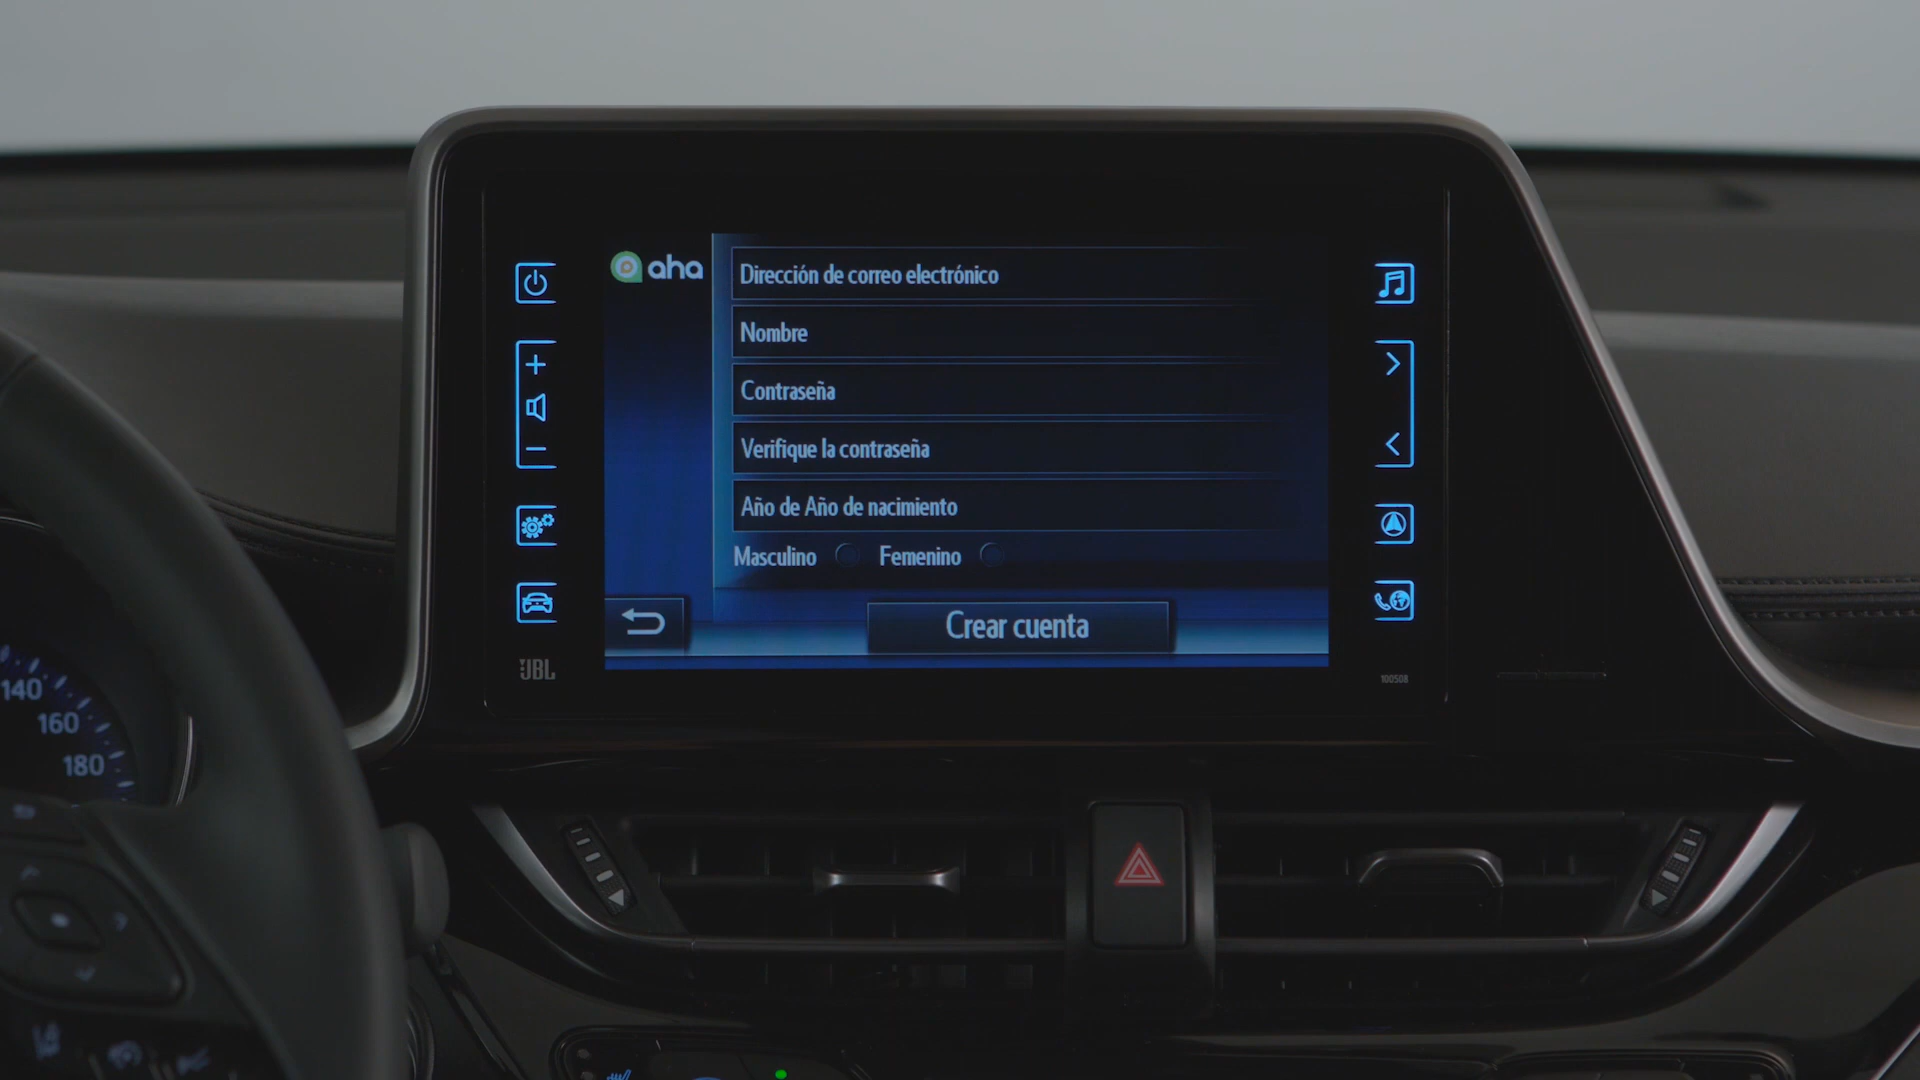 aha
Dirección de correo electrónico
Nombre
Contraseña
Verifique la contraseña
Año de Año de nacimiento
Masculino Femenino
Crear cuenta
JBL
100508
140
160
180